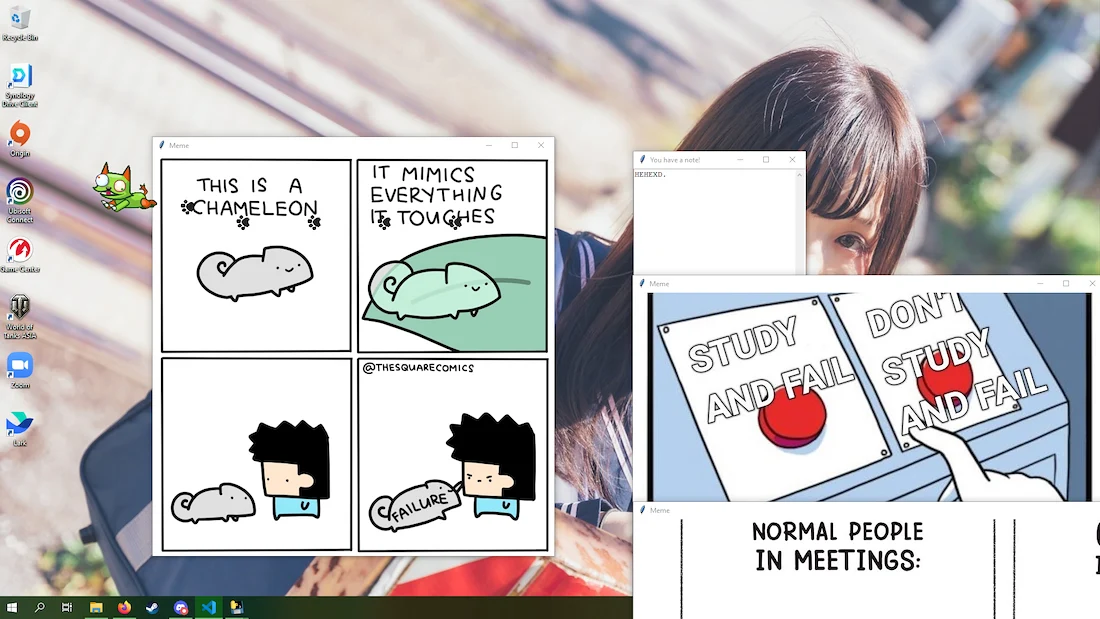 Recycle Bin
Synology
Drive Client
Origin
Ubisoft
Connect
Game Center
World of
Tanks ASIA
Zoom
Lark
Meme
THIS IS A
CHAMELEON
IT MIMICS
EVERYTHING
IT TOUCHES
@THESQUARECOMICS
FAILURE
You have a note!
HEHEXD.
Meme
STUDY
AND FAIL
DON'T
STUDY
AND FAIL
Meme
NORMAL PEOPLE
IN MEETINGS: